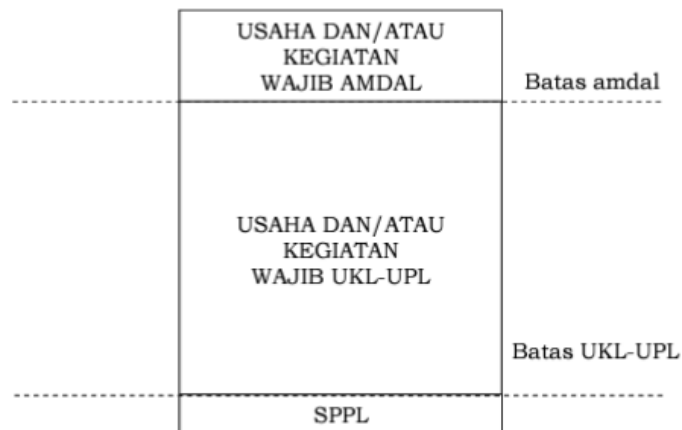 USAHA DAN/ATAU
KEGIATAN
WAJIB AMDAL
Batas amdal
USAHA DAN/ATAU
KEGIATAN
WAJIB UKL-UPL
Batas UKL-UPL
SPPL